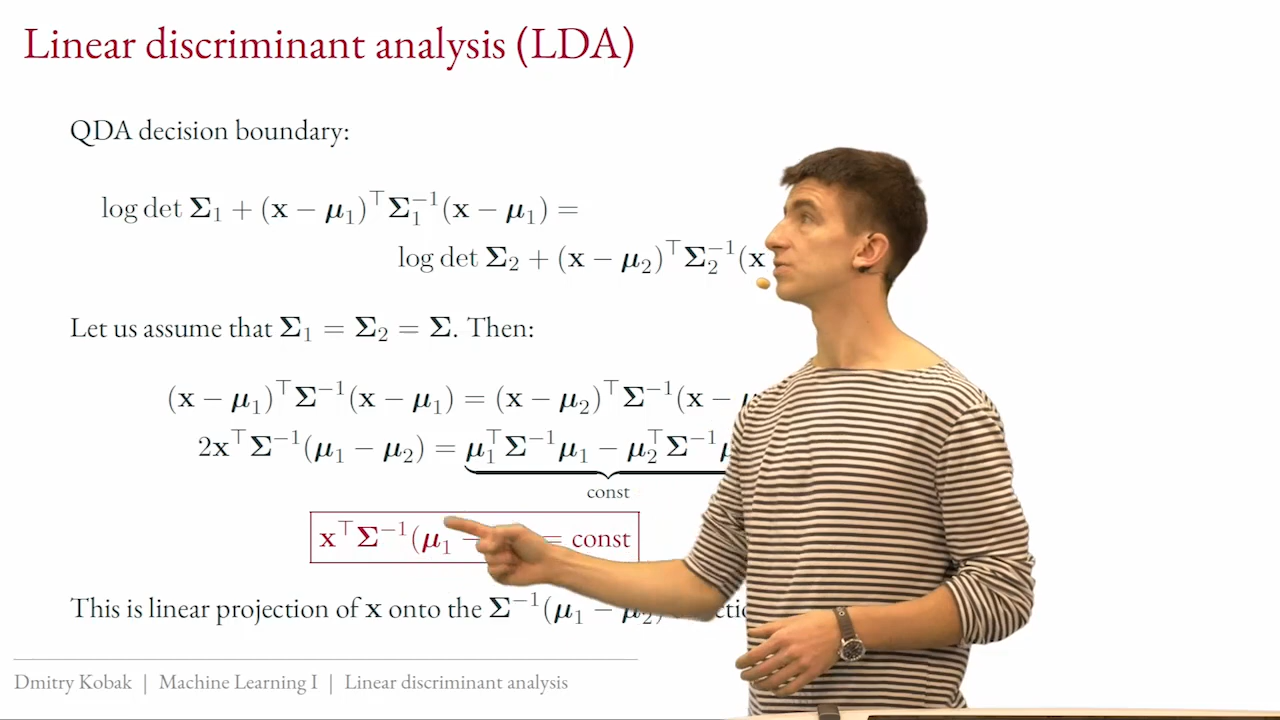 Linear discriminant analysis (LDA)
QDA decision boundary:
log det Σ₁ + (x − μ₁)ᵀΣ₁⁻¹(x − μ₁) =
log det Σ₂ + (x − μ₂)ᵀΣ₂⁻¹(x
Let us assume that Σ₁ = Σ₂ = Σ. Then:
(x − μ₁)ᵀΣ⁻¹(x − μ₁) = (x − μ₂)ᵀΣ⁻¹(x −
2xᵀΣ⁻¹(μ₁ − μ₂) = μ₁ᵀΣ⁻¹μ₁ − μ₂ᵀΣ⁻¹
const
xᵀΣ⁻¹(μ₁ − = const
This is linear projection of x onto the Σ⁻¹(μ₁ − μ₂)
Dmitry Kobak | Machine Learning I | Linear discriminant analysis